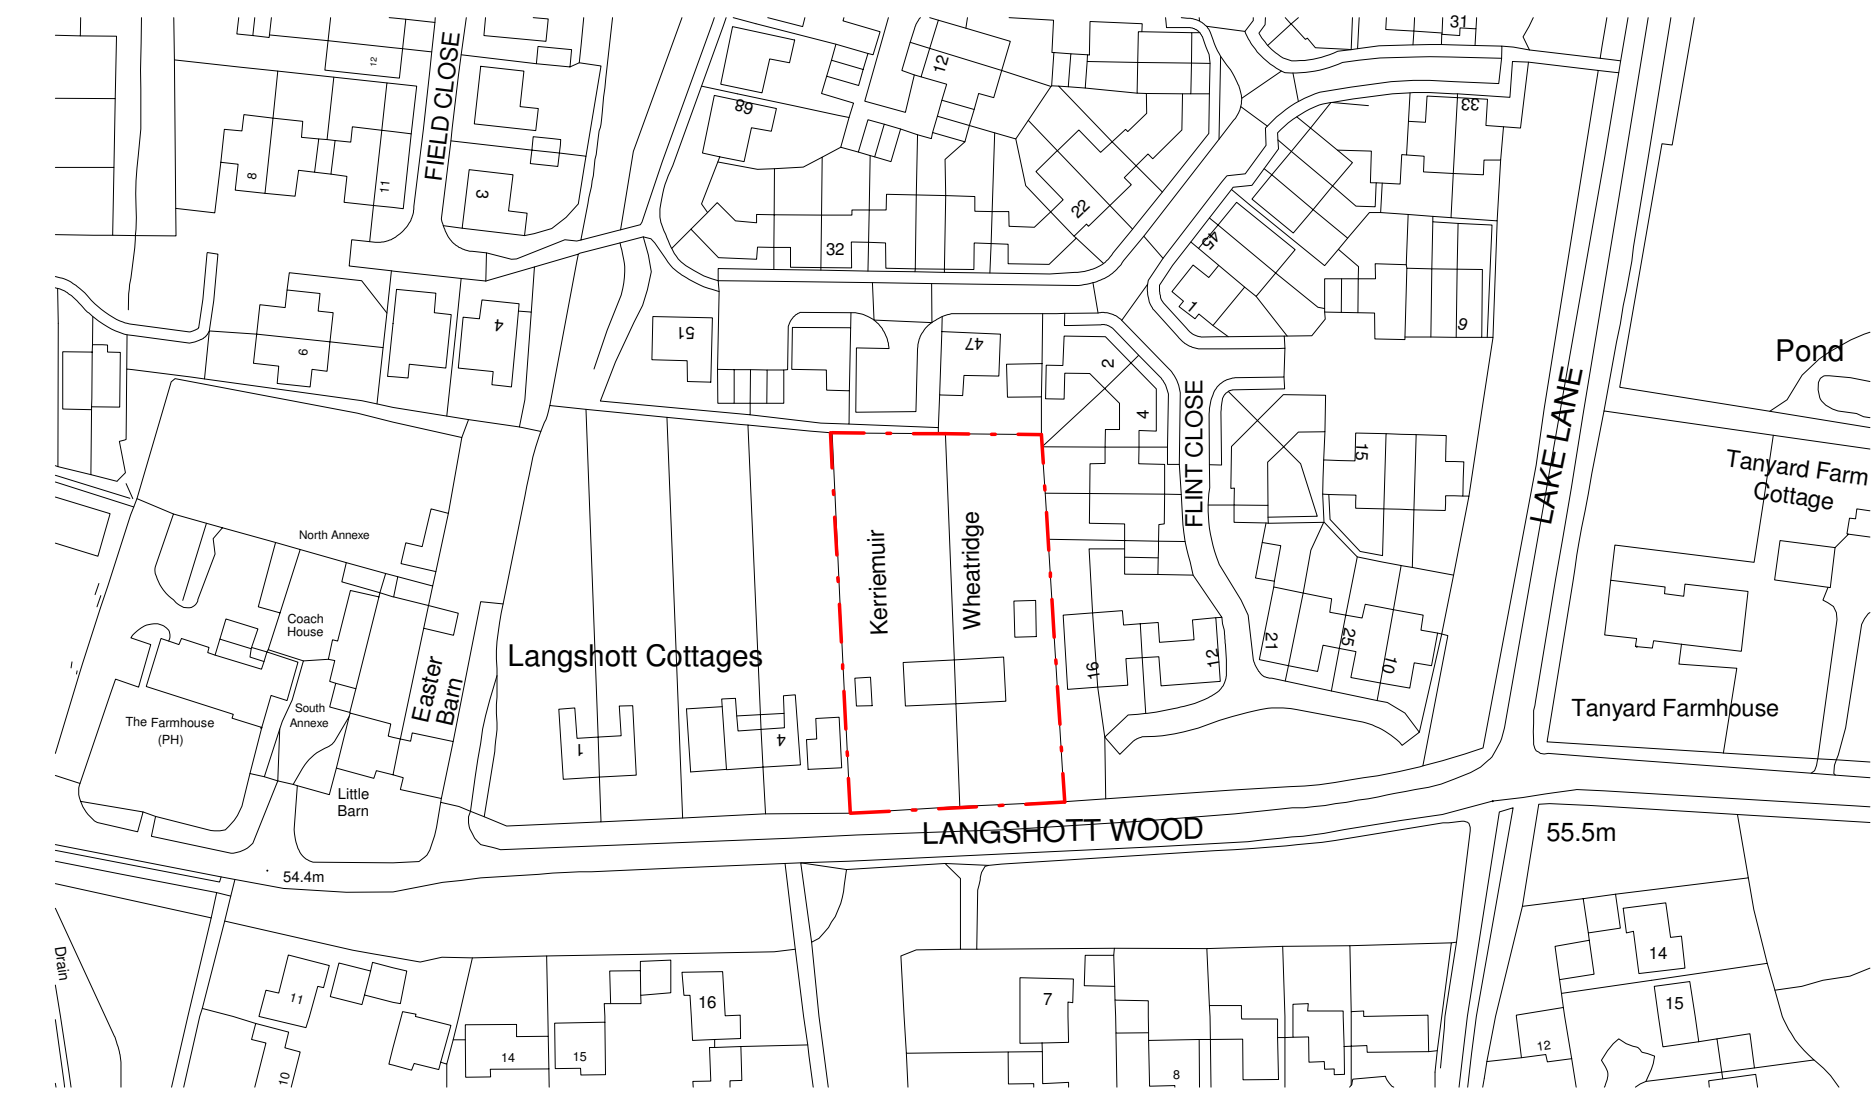 31
12
FIELD CLOSE
12
68
33
8
11
3
22
32
45
1
9
4
51
47
2
6
Pond
4
FLINT CLOSE
LAKE LANE
15
Tanyard Farm
Cottage
North Annexe
Kerriemuir
Wheatridge
Coach
House
Langshott Cottages
16
12
21
25
10
Easter
Barn
South
Annexe
The Farmhouse
(PH)
1
4
Tanyard Farmhouse
Little
Barn
LANGSHOTT WOOD
55.5m
54.4m
Drain
11
16
7
14
15
10
14
15
8
12